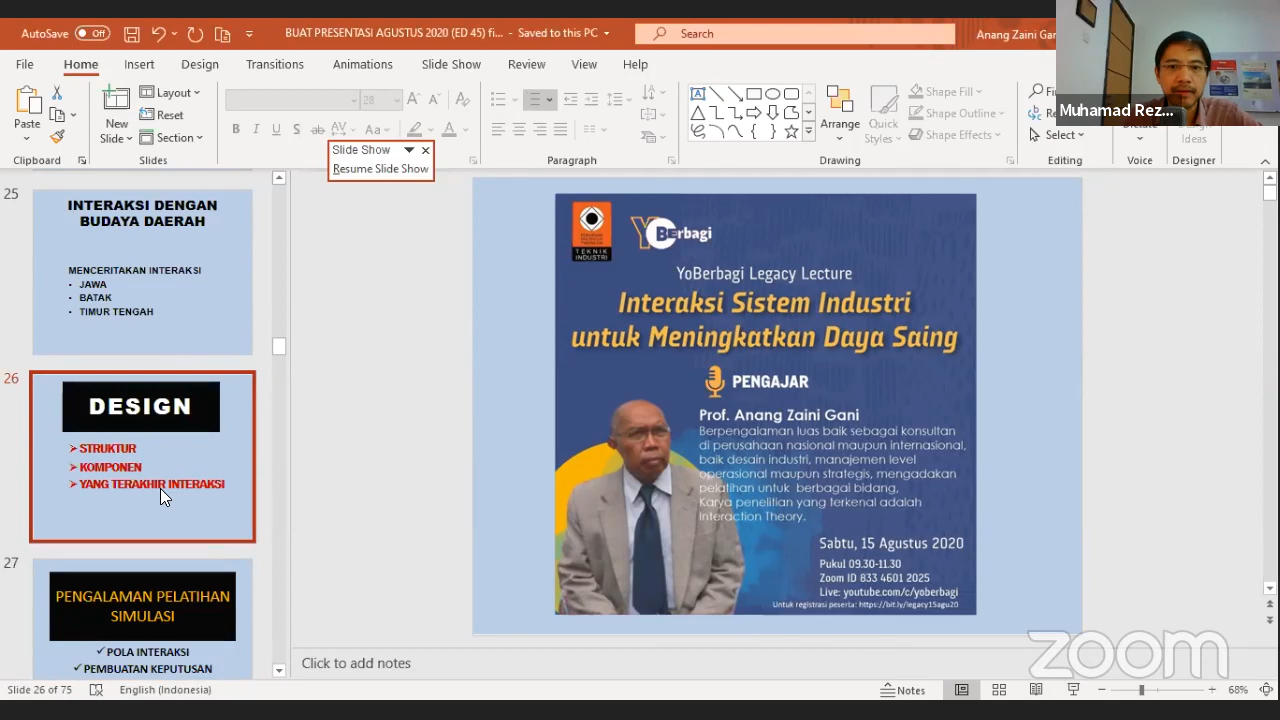 AutoSave Off
BUAT PRESENTASI AGUSTUS 2020 (ED 45) fi... - Saved to this PC
Search
Anang Zaini Gan
File Home Insert Design Transitions Animations Slide Show Review View Help
Muhamad Rez...
Paste
New
Slide
Layout
Reset
Section
28
Shape Fill
Shape Outline
Shape Effects
Arrange
Quick
Styles
Select
Ideas
Clipboard Slides Paragraph Drawing Editing Voice Designer
Slide Show
Resume Slide Show
25
INTERAKSI DENGAN
BUDAYA DAERAH
MENCERITAKAN INTERAKSI
• JAWA
• BATAK
• TIMUR TENGAH
26
DESIGN
➢ STRUKTUR
➢ KOMPONEN
➢ YANG TERAKHIR INTERAKSI
27
PENGALAMAN PELATIHAN
SIMULASI
✓ POLA INTERAKSI
✓ PEMBUATAN KEPUTUSAN
TEKNIK
INDUSTRI
YoBerbagi
YoBerbagi Legacy Lecture
Interaksi Sistem Industri
untuk Meningkatkan Daya Saing
PENGAJAR
Prof. Anang Zaini Gani
Berpengalaman luas baik sebagai konsultan
di perusahaan nasional maupun internasional,
baik desain industri, manajemen level
operasional maupun strategis, mengadakan
pelatihan untuk berbagai bidang,
Karya penelitian yang terkenal adalah
Interaction Theory.
Sabtu, 15 Agustus 2020
Pukul 09.30-11.30
Zoom ID 833 4601 2025
Live: youtube.com/c/yoberbagi
Untuk registrasi peserta: https://bit.ly/legacy15agu20
Click to add notes
zoom
Slide 26 of 75 English (Indonesia) Notes 68%